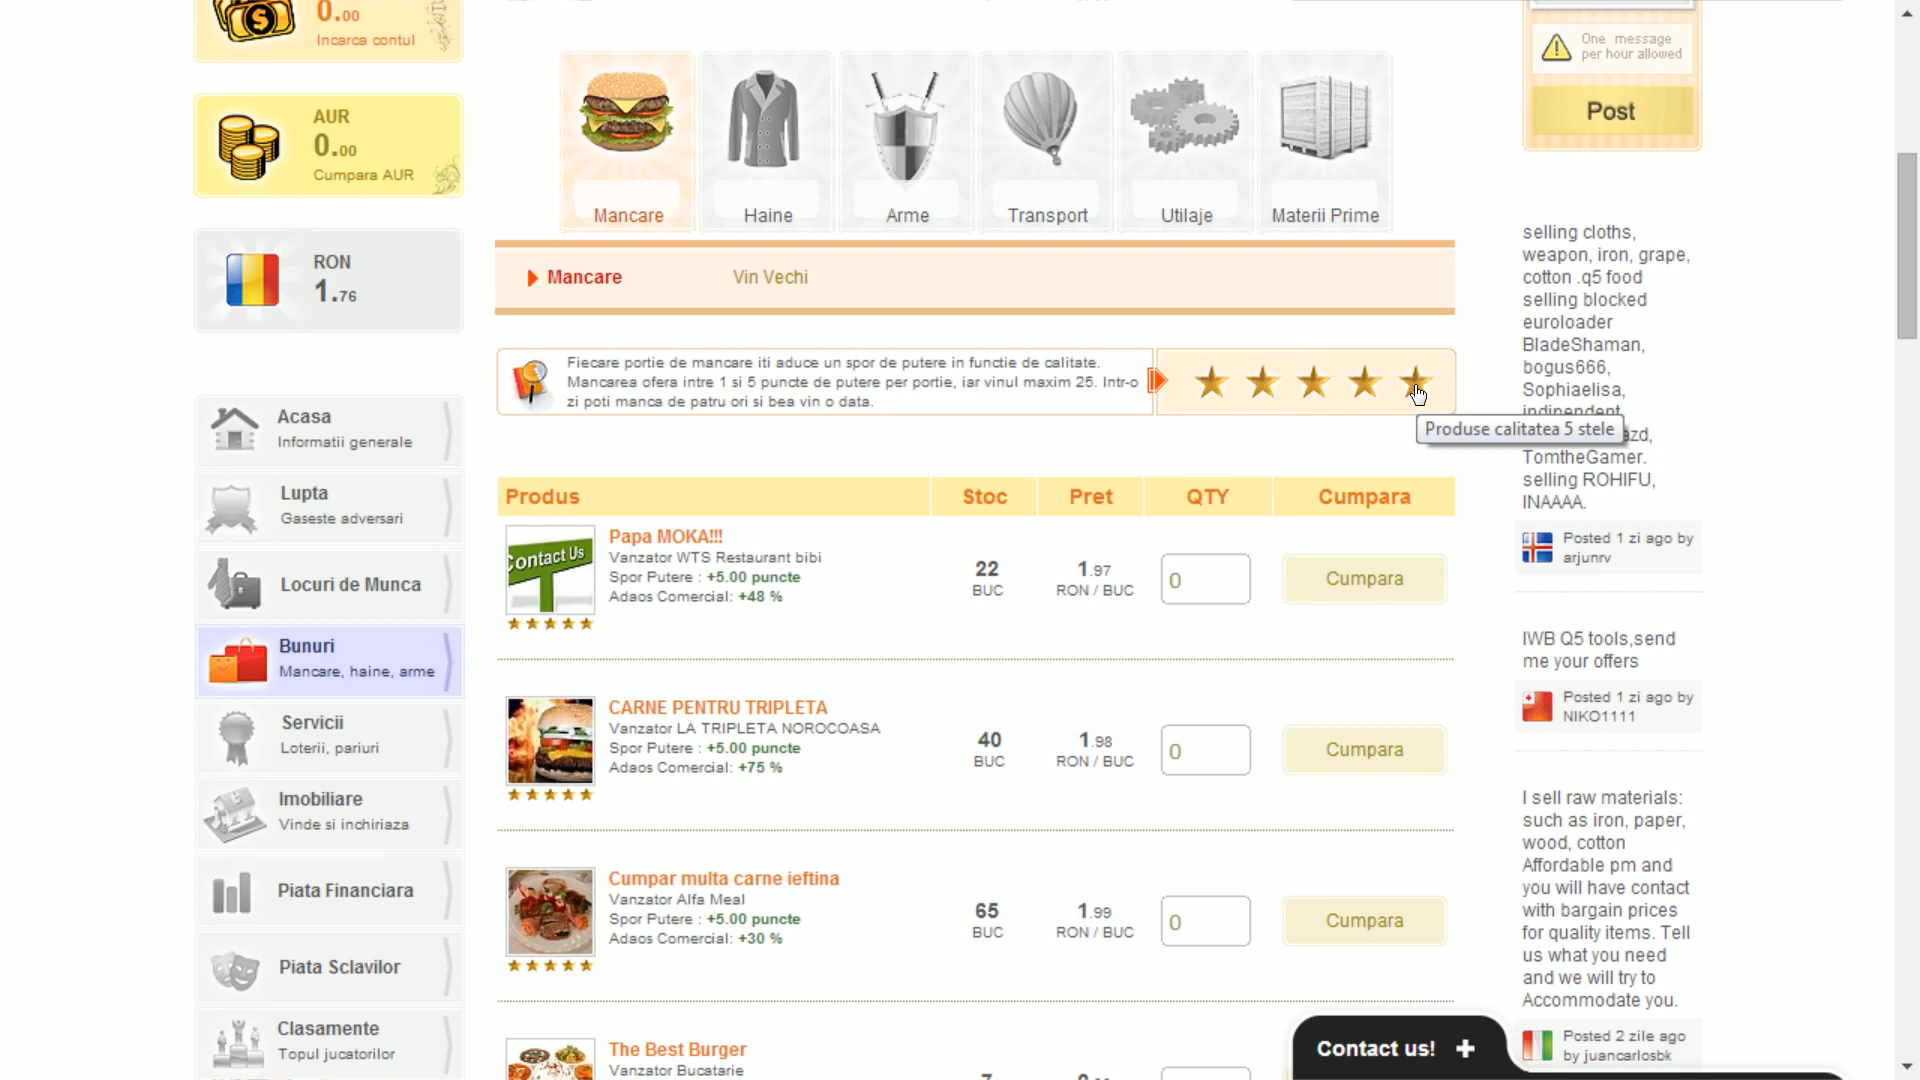 0.00
Incarca contul
AUR
0.00
Cumpara AUR
RON
1.76
Acasa
Informatii generale
Lupta
Gaseste adversari
Locuri de Munca
Bunuri
Mancare, haine, arme
Servicii
Loterii, pariuri
Imobiliare
Vinde si inchiriaza
Piata Financiara
Piata Sclavilor
Clasamente
Topul jucatorilor
Mancare
Haine
Arme
Transport
Utilaje
Materii Prime
Mancare
Vin Vechi
Fiecare portie de mancare iti aduce un spor de putere in functie de calitate.
Mancarea ofera intre 1 si 5 puncte de putere per portie, iar vinul maxim 25. Intr-o
zi poti manca de patru ori si bea vin o data.
Produse calitatea 5 stele
Produs Stoc Pret QTY Cumpara
Contact Us
Papa MOKA!!!
Vanzator WTS Restaurant bibi
Spor Putere : +5.00 puncte
Adaos Comercial: +48 %
22
BUC
1.97
RON / BUC
0
Cumpara
CARNE PENTRU TRIPLETA
Vanzator LA TRIPLETA NOROCOASA
Spor Putere : +5.00 puncte
Adaos Comercial: +75 %
40
BUC
1.98
RON / BUC
0
Cumpara
Cumpar multa carne ieftina
Vanzator Alfa Meal
Spor Putere : +5.00 puncte
Adaos Comercial: +30 %
65
BUC
1.99
RON / BUC
0
Cumpara
The Best Burger
Vanzator Bucatarie
One message
per hour allowed
Post
selling cloths,
weapon, iron, grape,
cotton .q5 food
selling blocked
euroloader
BladeShaman,
bogus666,
Sophiaelisa,
indipendent
azd,
TomtheGamer.
selling ROHIFU,
INAAAA.
Posted 1 zi ago by
arjunrv
IWB Q5 tools,send
me your offers
Posted 1 zi ago by
NIKO1111
I sell raw materials:
such as iron, paper,
wood, cotton
Affordable pm and
you will have contact
with bargain prices
for quality items. Tell
us what you need
and we will try to
Accommodate you.
Posted 2 zile ago
by juancarlosbk
Contact us! +